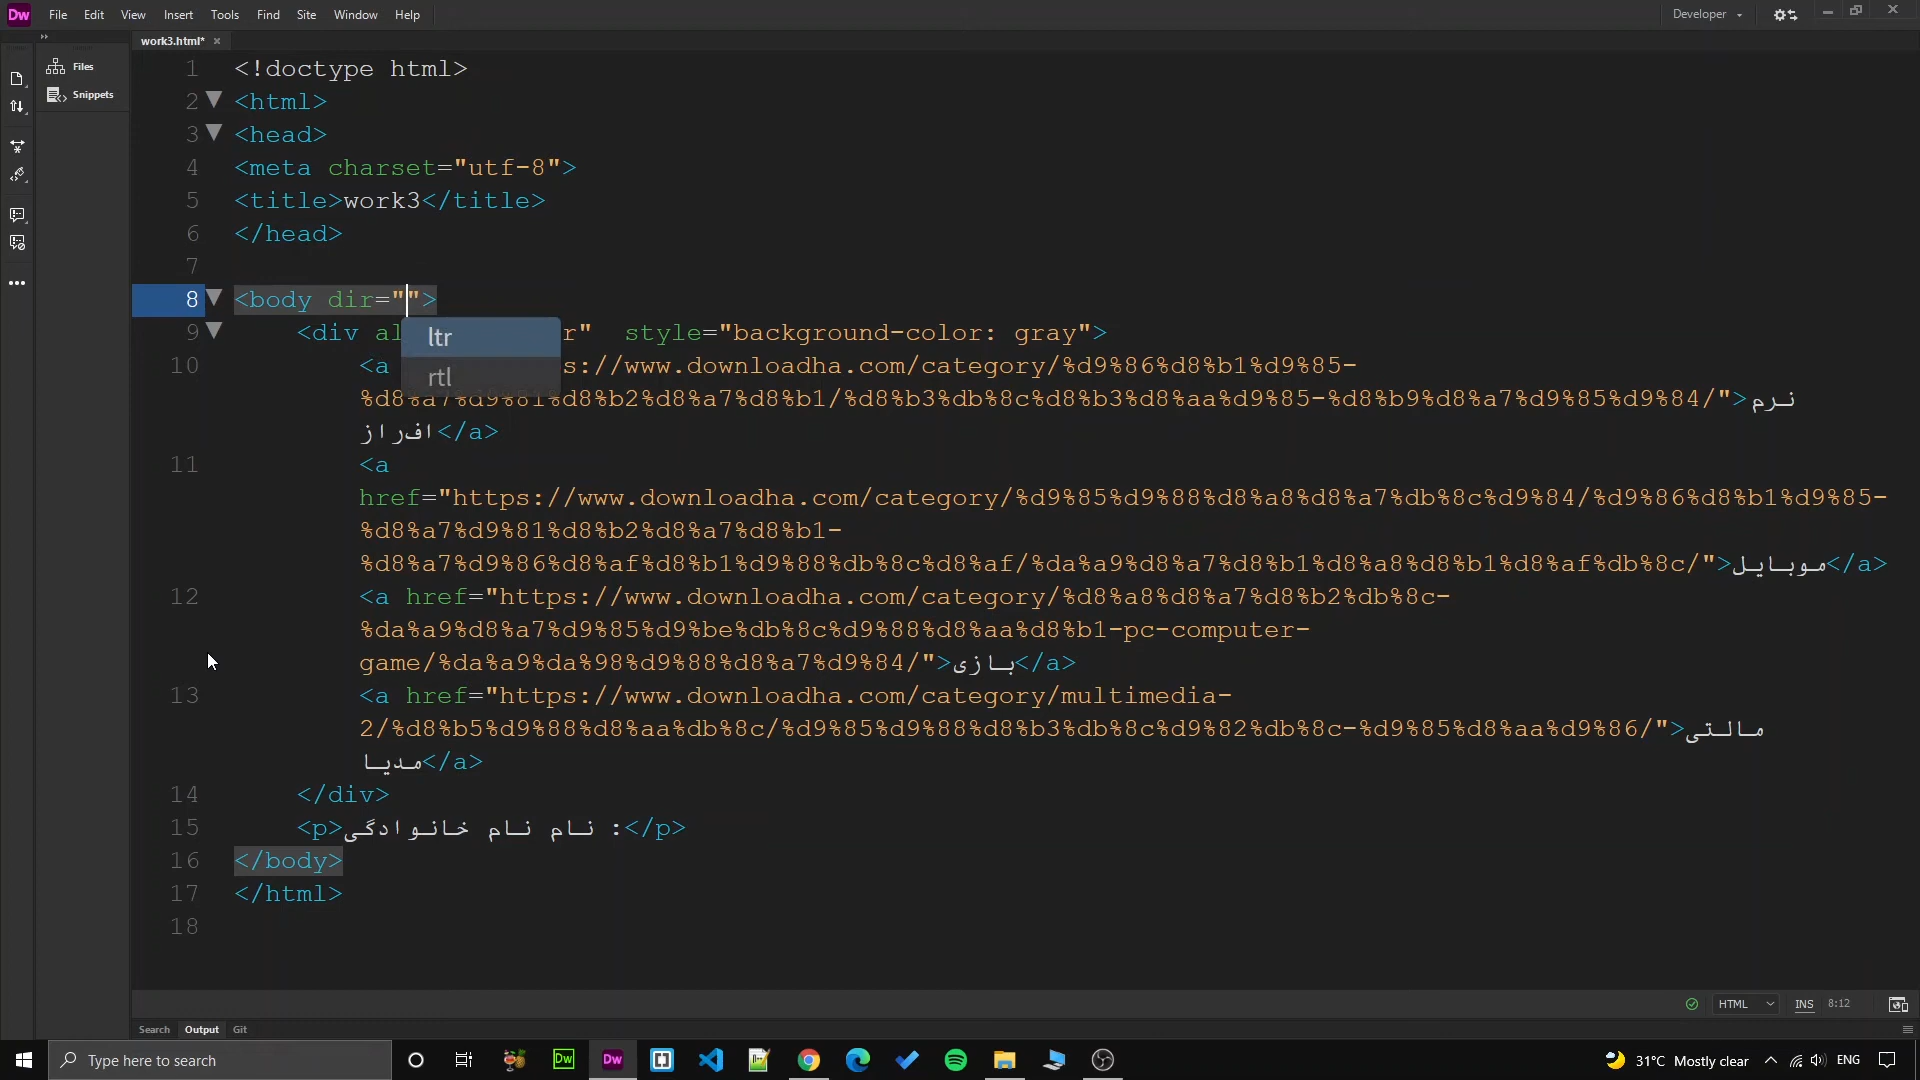 Dw File Edit View Insert Tools Find Site Window Help Developer
work3.html*
Files
Snippets
1 <!doctype html>
2 <html>
3 <head>
4 <meta charset="utf-8">
5 <title>work3</title>
6 </head>
7
8 <body dir="">
9 <div al r" style="background-color: gray">
ltr
10 <a s://www.downloadha.com/category/%d9%86%d8%b1%d9%85-
rtl
%d8%a7%d9%81%d8%b2%d8%a7%d8%b1/%d8%b3%db%8c%d8%b3%d8%aa%d9%85-%d8%b9%d8%a7%d9%85%d9%84/">نرم
افراز</a>
11 <a
href="https://www.downloadha.com/category/%d9%85%d9%88%d8%a8%d8%a7%db%8c%d9%84/%d9%86%d8%b1%d9%85-
%d8%a7%d9%81%d8%b2%d8%a7%d8%b1-
%d8%a7%d9%86%d8%af%d8%b1%d9%88%db%8c%d8%af/%da%a9%d8%a7%d8%b1%d8%a8%d8%b1%d8%af%db%8c/">موبایل</a>
12 <a href="https://www.downloadha.com/category/%d8%a8%d8%a7%d8%b2%db%8c-
%da%a9%d8%a7%d9%85%d9%be%db%8c%d9%88%d8%aa%d8%b1-pc-computer-
game/%da%a9%da%98%d9%88%d8%a7%d9%84/">بازی</a>
13 <a href="https://www.downloadha.com/category/multimedia-
2/%d8%b5%d9%88%d8%aa%db%8c/%d9%85%d9%88%d8%b3%db%8c%d9%82%db%8c-%d9%85%d8%aa%d9%86/">مالتی
مدیا</a>
14 </div>
15 <p>نام نام خانوادگی :</p>
16 </body>
17 </html>
18
HTML INS 8:12
Search Output Git
Type here to search Dw Dw 31°C Mostly clear ENG